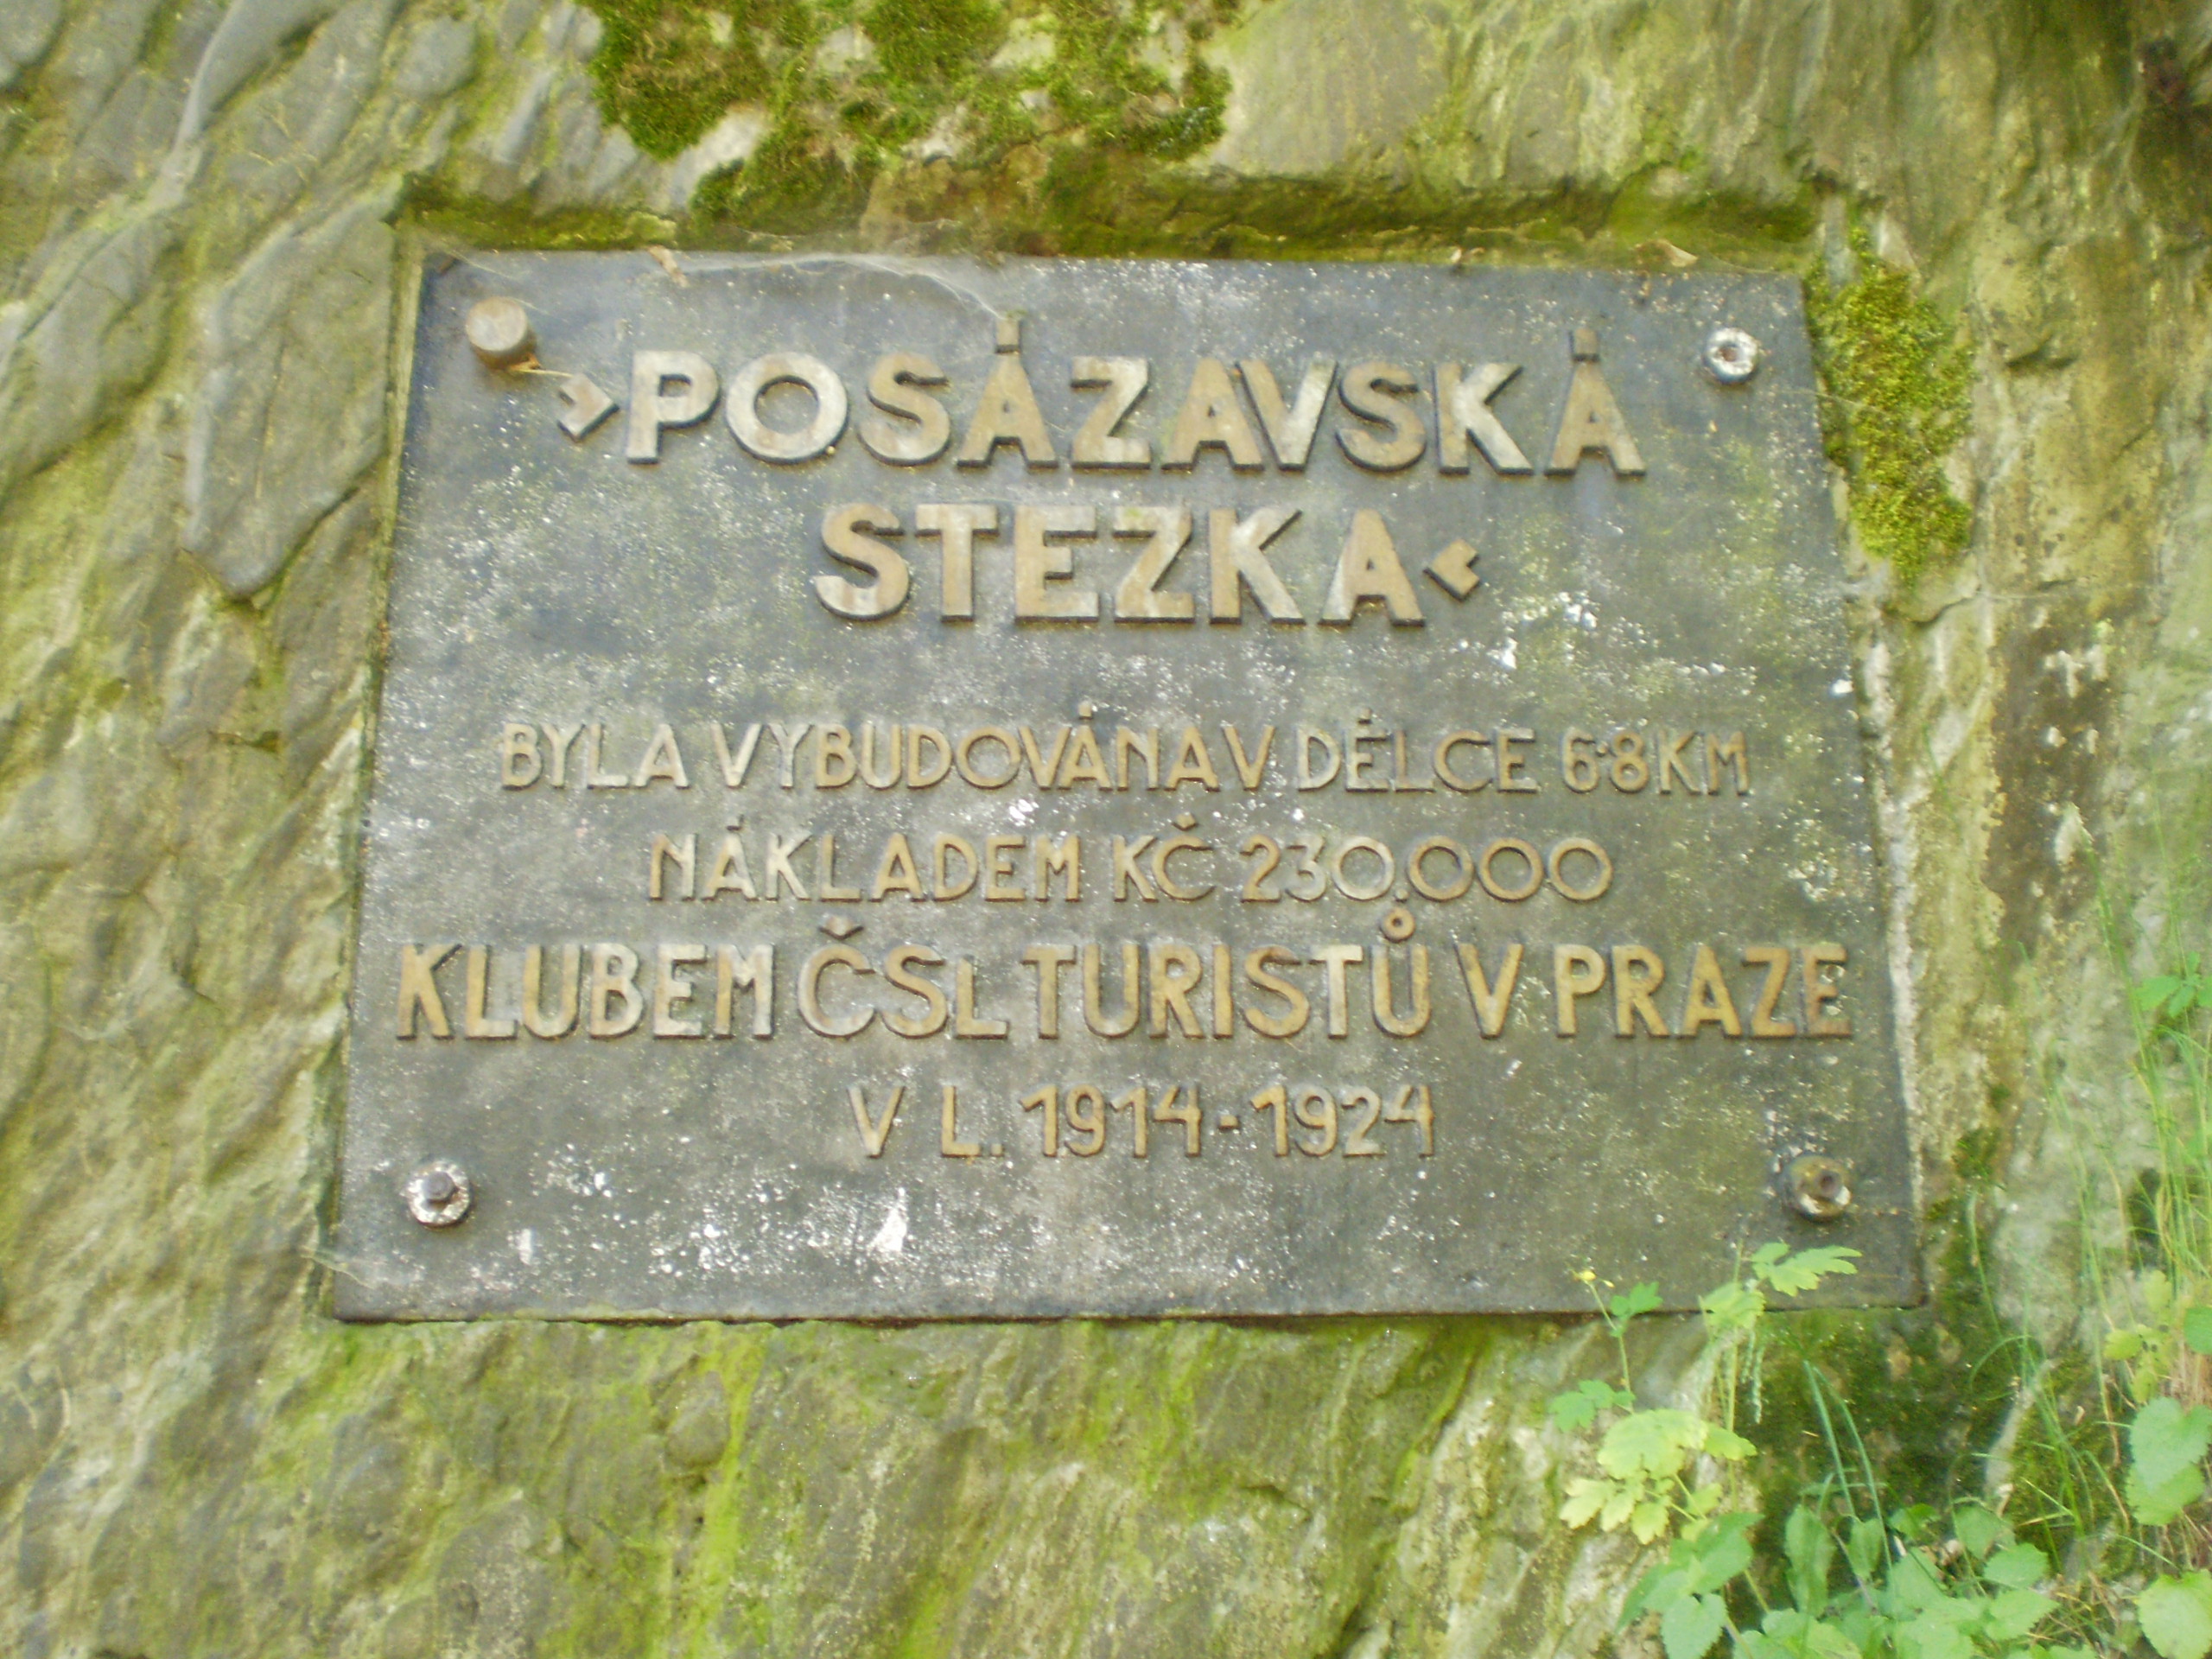 ›POSÁZAVSKÁ
STEZKA‹
BYLA VYBUDOVÁNA V DÉLCE 6·8 KM
NÁKLADEM KČ 230.000
KLUBEM ČSL TURISTŮ V PRAZE
V L. 1914-1924